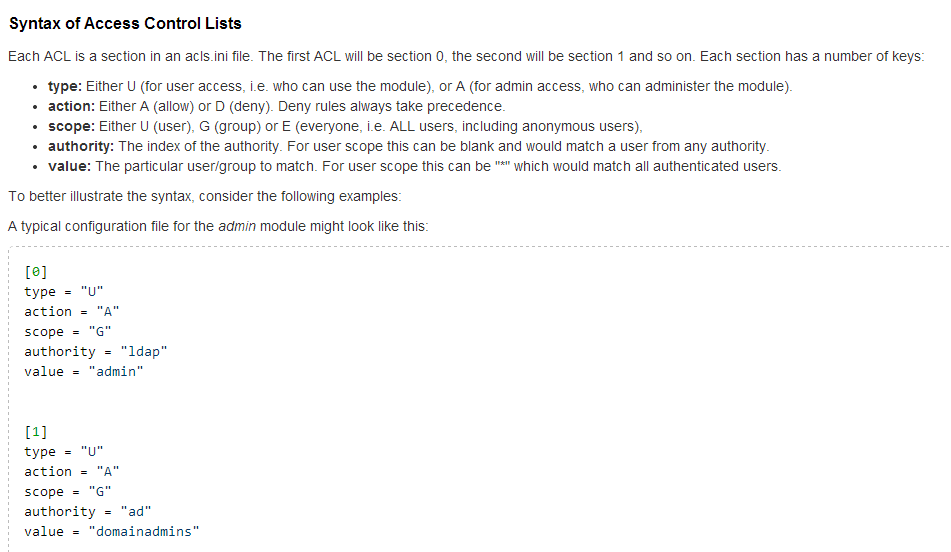 Syntax of Access Control Lists
Each ACL is a section in an acls.ini file. The first ACL will be section 0, the second will be section 1 and so on. Each section has a number of keys:
• type: Either U (for user access, i.e. who can use the module), or A (for admin access, who can administer the module).
• action: Either A (allow) or D (deny). Deny rules always take precedence.
• scope: Either U (user), G (group) or E (everyone, i.e. ALL users, including anonymous users),
• authority: The index of the authority. For user scope this can be blank and would match a user from any authority.
• value: The particular user/group to match. For user scope this can be "*" which would match all authenticated users.
To better illustrate the syntax, consider the following examples:
A typical configuration file for the admin module might look like this:
[0]
type = "U"
action = "A"
scope = "G"
authority = "ldap"
value = "admin"
[1]
type = "U"
action = "A"
scope = "G"
authority = "ad"
value = "domainadmins"